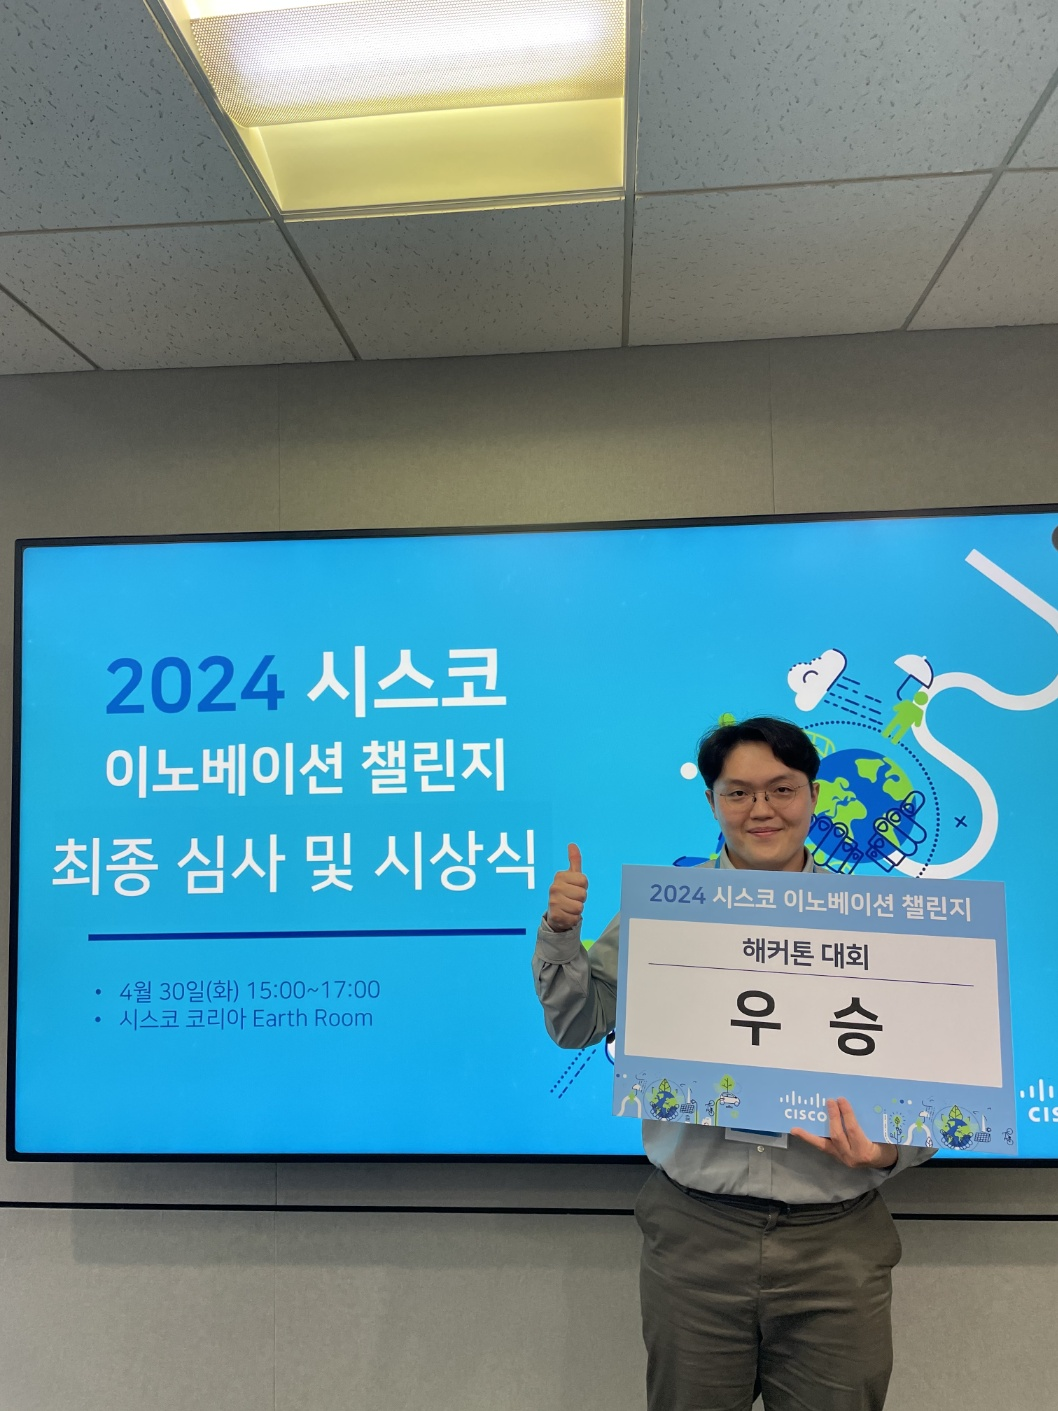 2024 시스코
이노베이션 챌린지
최종 심사 및 시상식
• 4월 30일(화) 15:00~17:00
• 시스코 코리아 Earth Room
2024 시스코 이노베이션 챌린지
해커톤 대회
우 승
CISCO
CIS